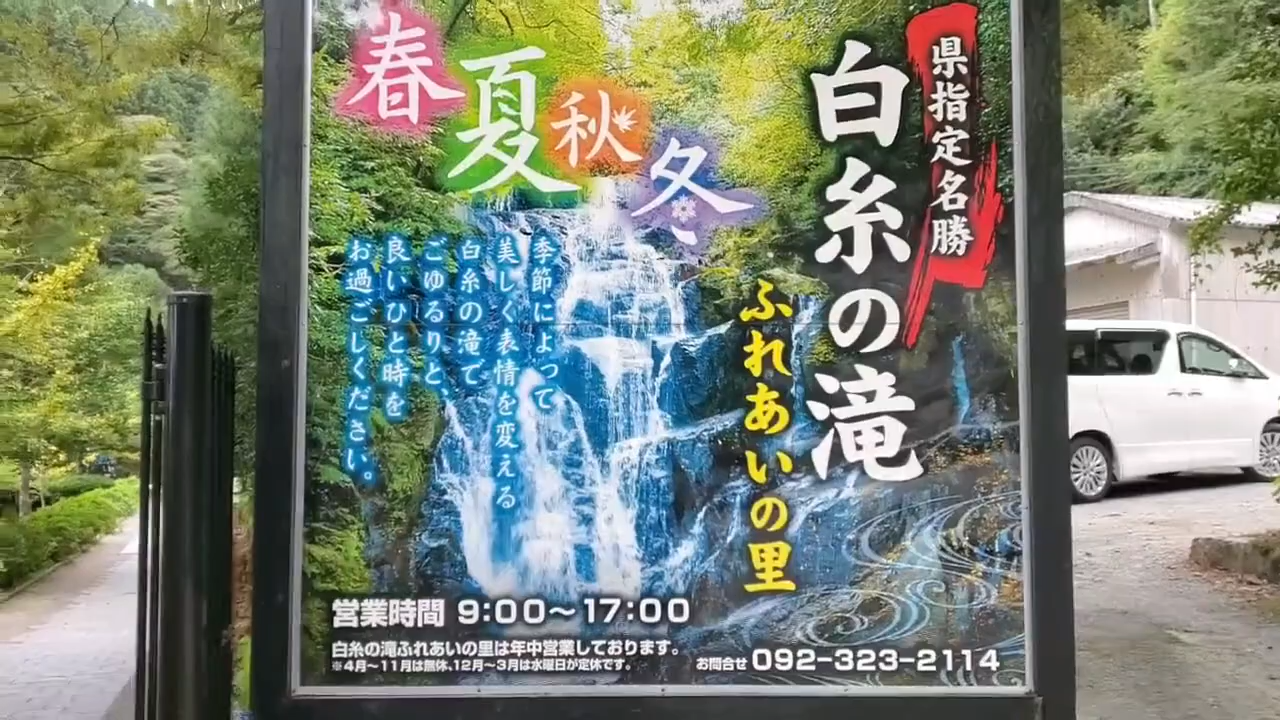 県指定名勝
白糸の滝
ふれあいの里
春夏秋冬
季節によって
美しく表情を変える
白糸の滝で
ごゆるりと、
良いひと時を
お過ごしください。
営業時間 9:00〜17:00
白糸の滝ふれあいの里は年中営業しております。
※4月〜11月は無休、12月〜3月は水曜日が定休です。
お問合せ 092-323-2114